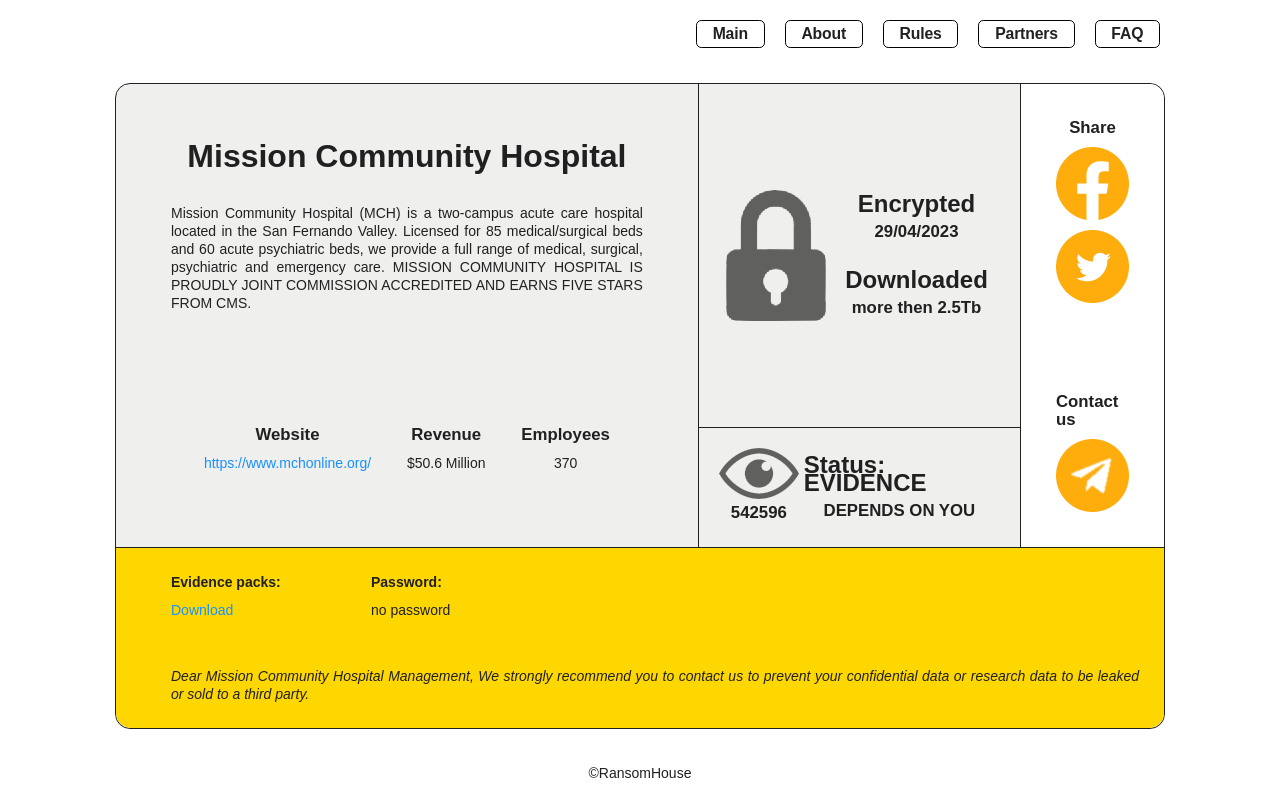 Main About Rules Partners FAQ
Mission Community Hospital
Mission Community Hospital (MCH) is a two-campus acute care hospital
located in the San Fernando Valley. Licensed for 85 medical/surgical beds
and 60 acute psychiatric beds, we provide a full range of medical, surgical,
psychiatric and emergency care. MISSION COMMUNITY HOSPITAL IS
PROUDLY JOINT COMMISSION ACCREDITED AND EARNS FIVE STARS
FROM CMS.
Website Revenue Employees
https://www.mchonline.org/ $50.6 Million 370
Encrypted
29/04/2023
Downloaded
more then 2.5Tb
Status:
EVIDENCE
542596 DEPENDS ON YOU
Share
Contact
us
Evidence packs: Password:
Download no password
Dear Mission Community Hospital Management, We strongly recommend you to contact us to prevent your confidential data or research data to be leaked
or sold to a third party.
©RansomHouse